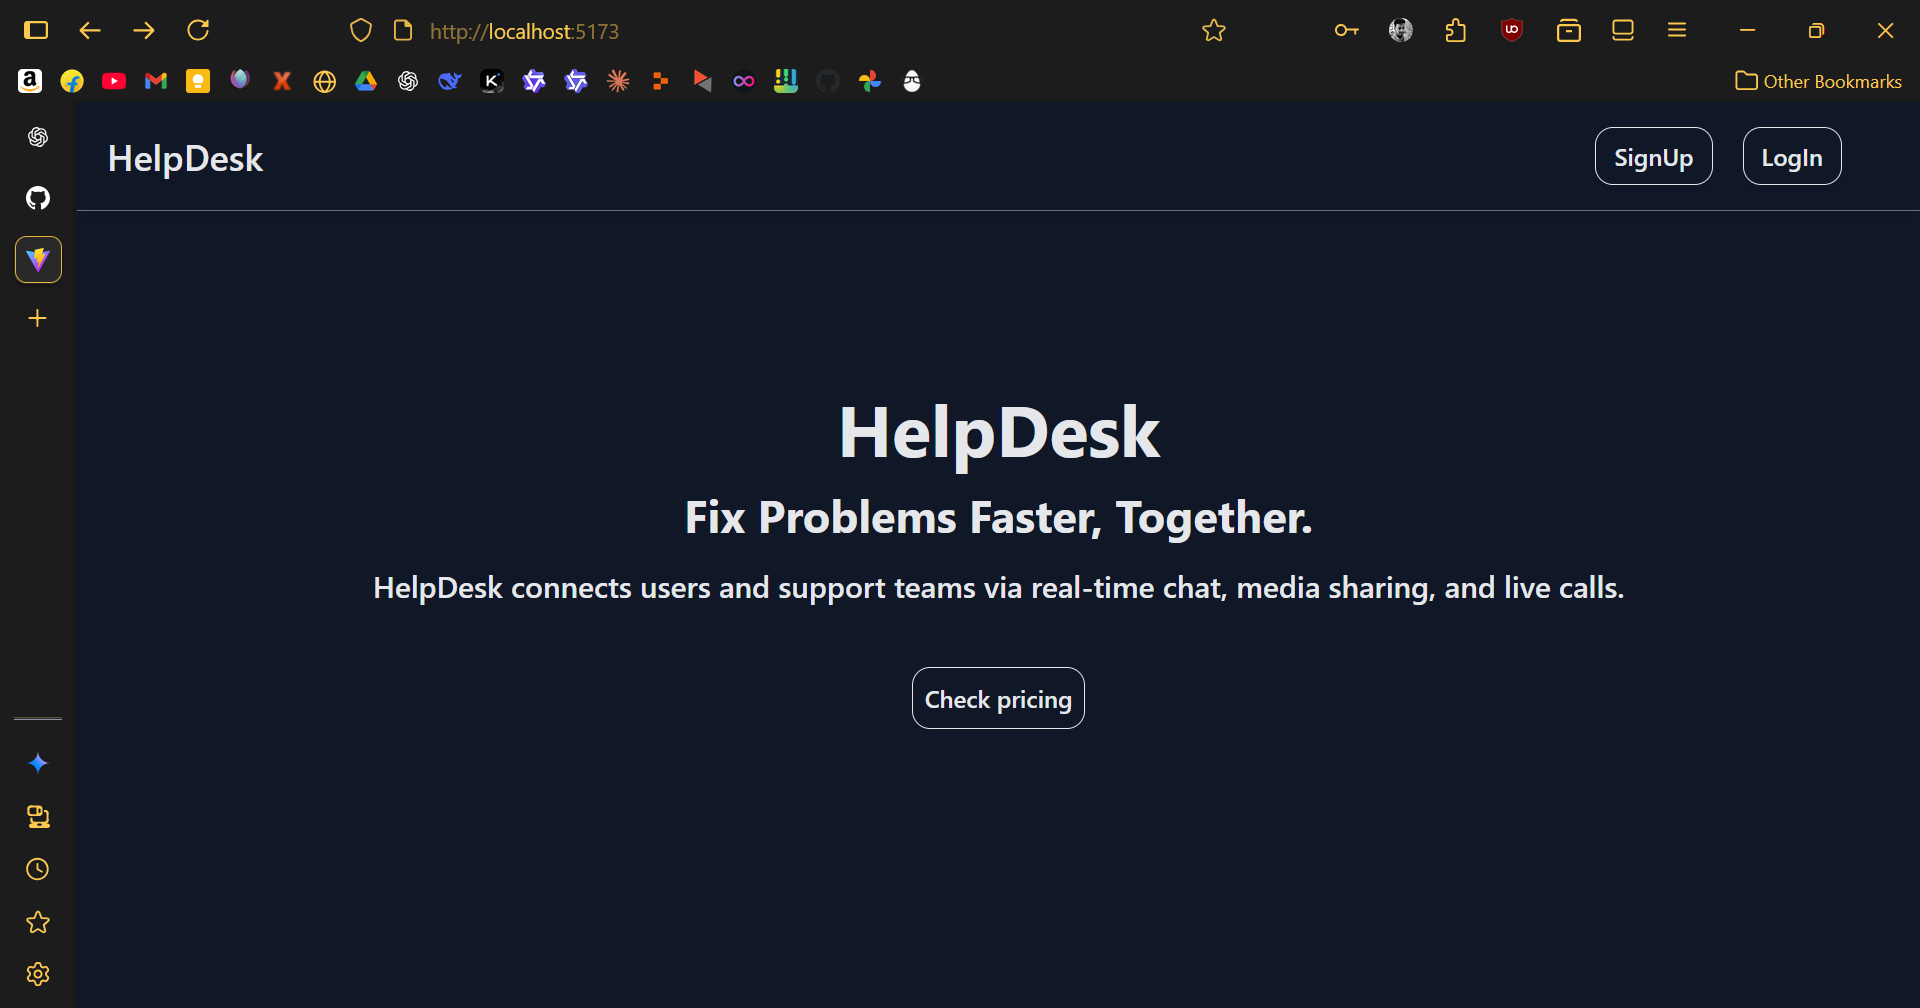 http://localhost:5173
Other Bookmarks
HelpDesk
SignUp
LogIn
HelpDesk
Fix Problems Faster, Together.
HelpDesk connects users and support teams via real-time chat, media sharing, and live calls.
Check pricing